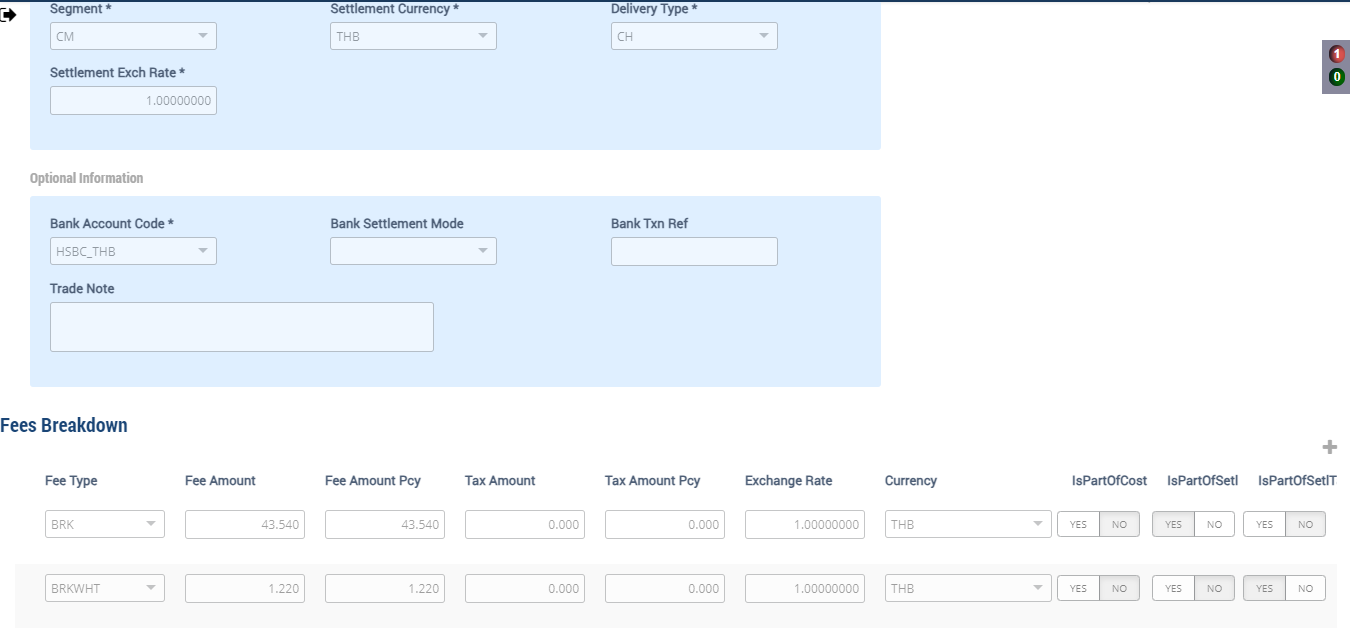 Segment * Settlement Currency * Delivery Type *
CM THB CH
1
0
Settlement Exch Rate *
1.00000000
Optional Information
Bank Account Code * Bank Settlement Mode Bank Txn Ref
HSBC_THB
Trade Note
Fees Breakdown
Fee Type Fee Amount Fee Amount Pcy Tax Amount Tax Amount Pcy Exchange Rate Currency IsPartOfCost IsPartOfSetl IsPartOfSetlT
BRK 43.540 43.540 0.000 0.000 1.00000000 THB YES NO YES NO YES NO
BRKWHT 1.220 1.220 0.000 0.000 1.00000000 THB YES NO YES NO YES NO